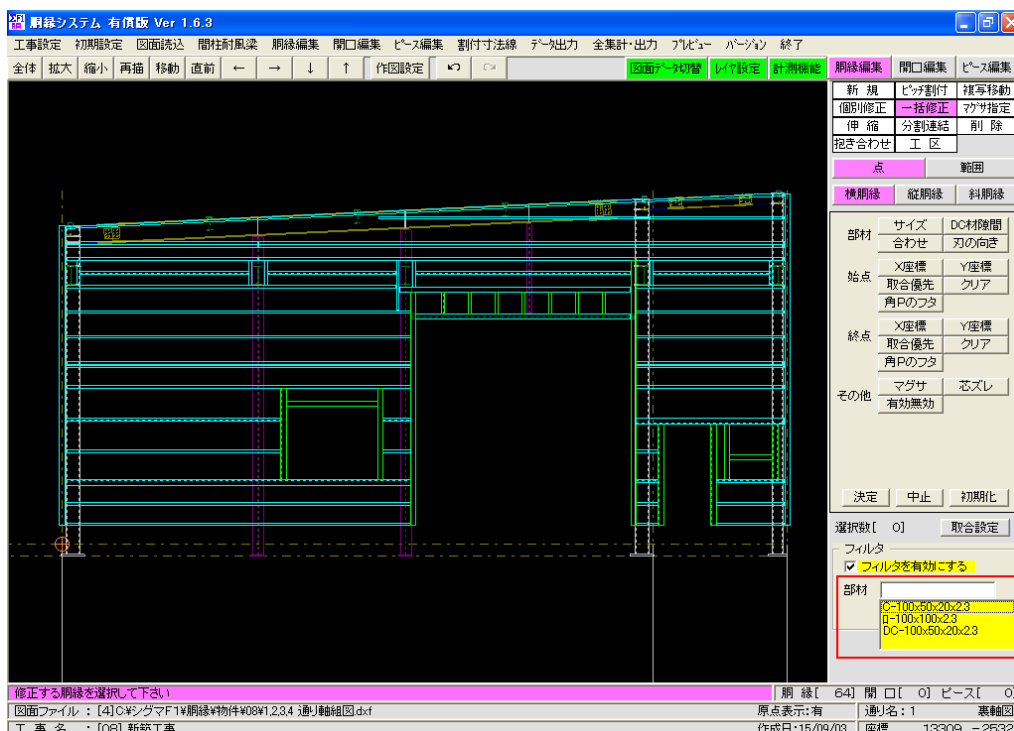 胴縁システム 有償版 Ver 1.6.3
工事設定 初期設定 図面読込 間柱耐風梁 胴縁編集 開口編集 ﾋﾟｰｽ編集 割付寸法線 ﾃﾞｰﾀ出力 全集計・出力 ﾌﾟﾚﾋﾞｭｰ ﾊﾞｰｼﾞｮﾝ 終了
全体 拡大 縮小 再描 移動 直前 ← → ↓ ↑ 作図設定 図面ﾃﾞｰﾀ切替 ﾚｲﾔ設定 計測機能 胴縁編集 開口編集 ﾋﾟｰｽ編集
新 規 ﾋﾟｯﾁ割付 複写移動
個別修正 一括修正 ﾏｸﾞｻ指定
伸 縮 分割連結 削 除
抱き合わせ 工 区
点 範囲
横胴縁 縦胴縁 斜胴縁
部材 サイズ DC材隙間
合わせ 刃の向き
始点 X座標 Y座標
取合優先 クリア
角Pのフタ
終点 X座標 Y座標
取合優先 クリア
角Pのフタ
その他 マグサ 芯ズレ
有効無効
決定 中止 初期化
選択数[ 0] 取合設定
フィルタ
フィルタを有効にする
部材
C-100x50x20x2.3
ロ-100x100x2.3
DC-100x50x20x2.3
修正する胴縁を選択して下さい 胴 縁[ 64] 開 口[ 0] ピース[ 0]
図面ファイル : [4]C:¥シグマF1¥胴縁¥物件¥08¥1,2,3,4 通り軸組図.dxf 原点表示:有 通り名:1 裏軸図
工 事 名 : [08] 新築工事 作成日:15/09/03 座標 13309 -2532